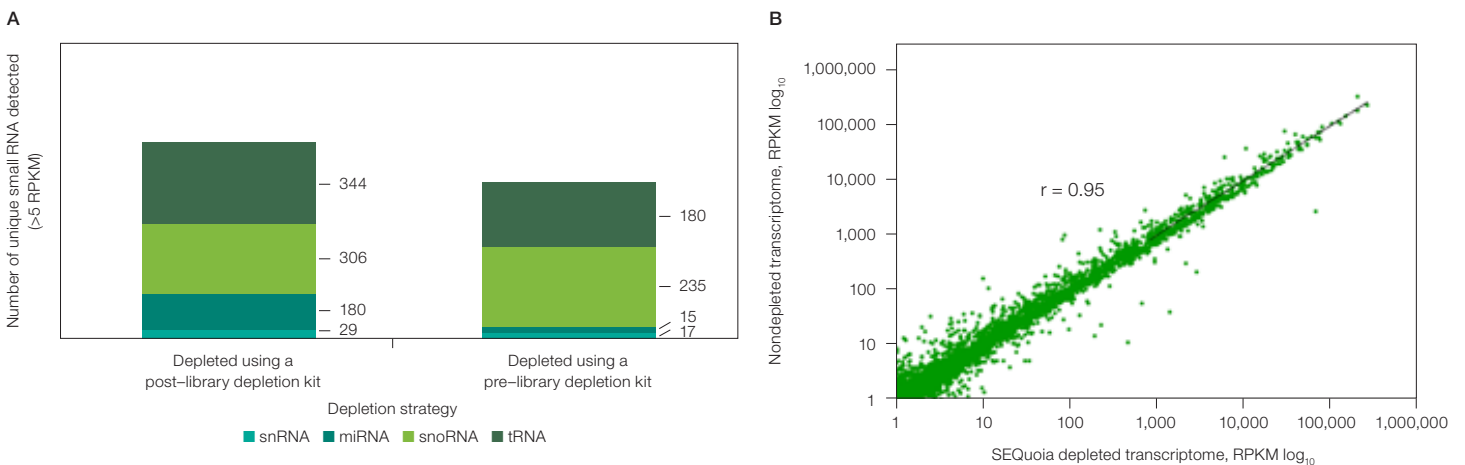 A
Number of unique small RNA detected
(>5 RPKM)
344
306
180
29
180
235
15
17
Depleted using a
post–library depletion kit
Depleted using a
pre–library depletion kit
Depletion strategy
snRNA miRNA snoRNA tRNA
B
Nondepleted transcriptome, RPKM log10
1,000,000
100,000
10,000
1,000
100
10
1
r = 0.95
1 10 100 1,000 10,000 100,000 1,000,000
SEQuoia depleted transcriptome, RPKM log10